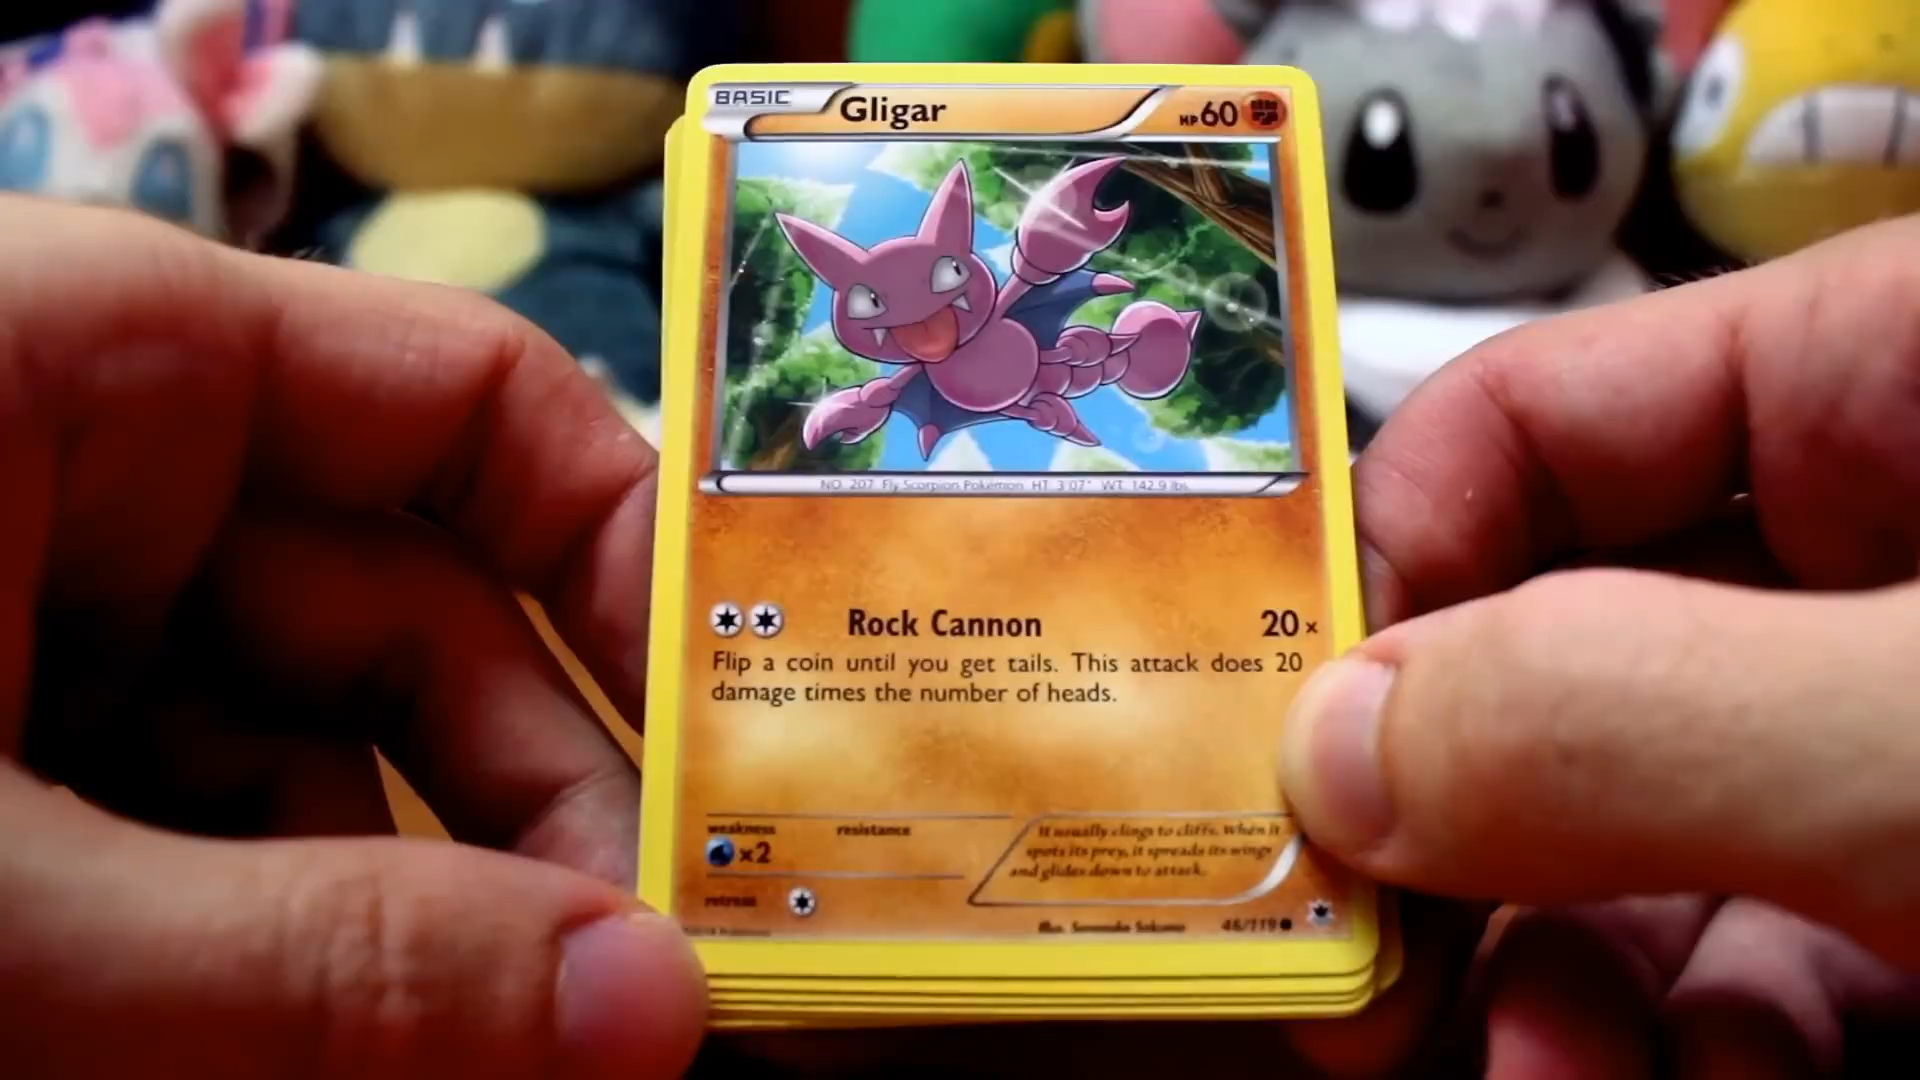 BASIC Gligar HP60
NO. 207 Fly Scorpion Pokémon HT 3'07" WT. 142.9 lbs.
Rock Cannon 20×
Flip a coin until you get tails. This attack does 20
damage times the number of heads.
weakness resistance
×2
It usually clings to cliffs. When it
spots its prey, it spreads its wings
and glides down to attack.
retreat
Illus. 46/119